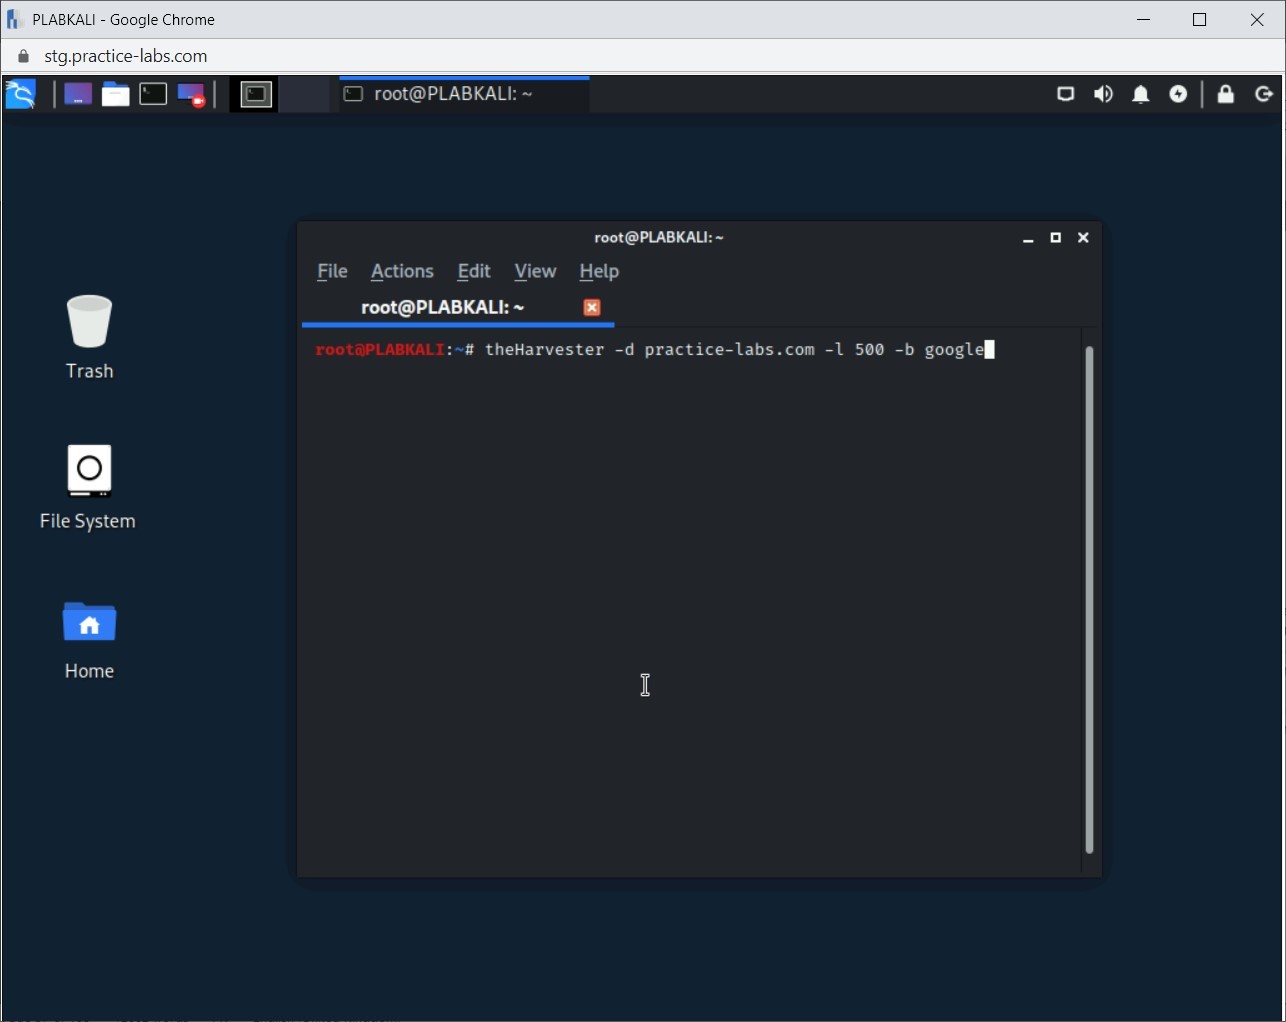 PLABKALI - Google Chrome
stg.practice-labs.com
root@PLABKALI: ~
root@PLABKALI: ~
File Actions Edit View Help
root@PLABKALI: ~
root@PLABKALI:~# theHarvester -d practice-labs.com -l 500 -b google
Trash
File System
Home